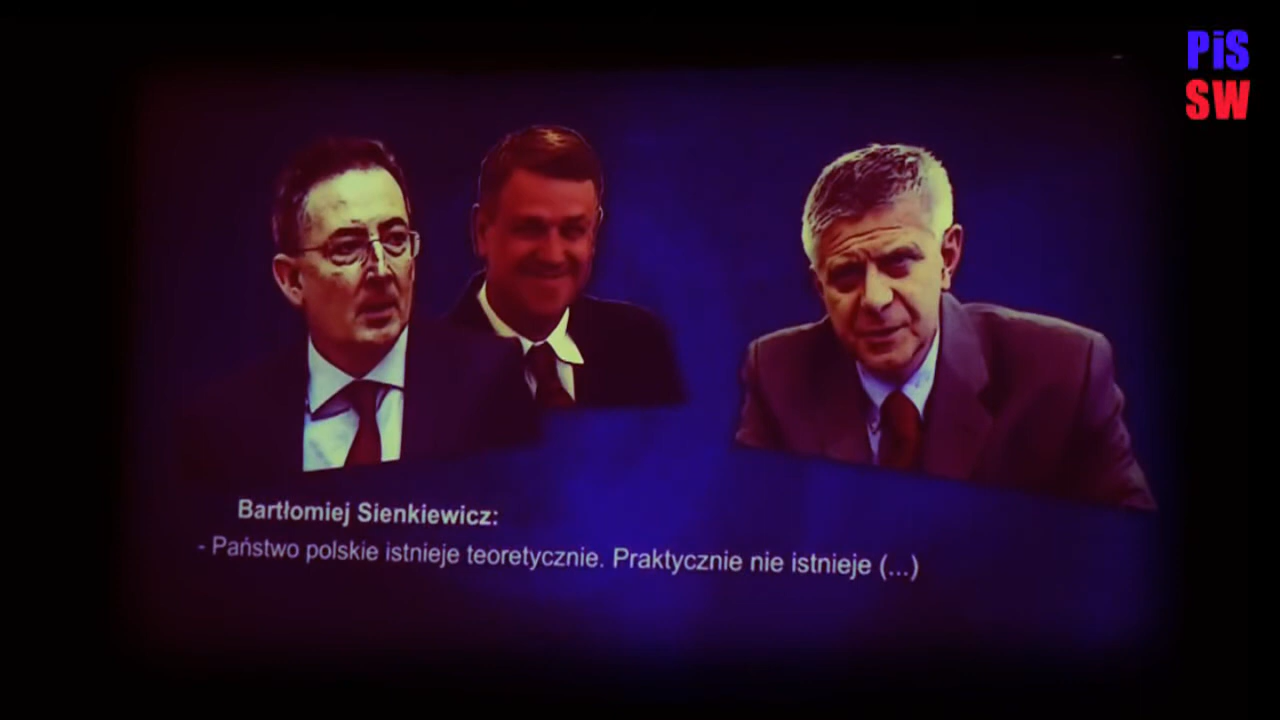 PiS
SW
Bartłomiej Sienkiewicz:
- Państwo polskie istnieje teoretycznie. Praktycznie nie istnieje (...)